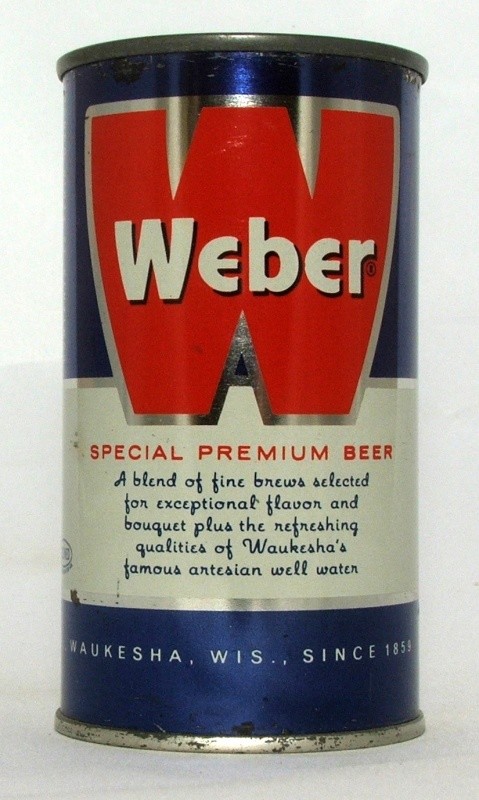 Weber®
SPECIAL PREMIUM BEER
A blend of fine brews selected
for exceptional flavor and
bouquet plus the refreshing
qualities of Waukesha's
famous artesian well water
WAUKESHA, WIS., SINCE 1859